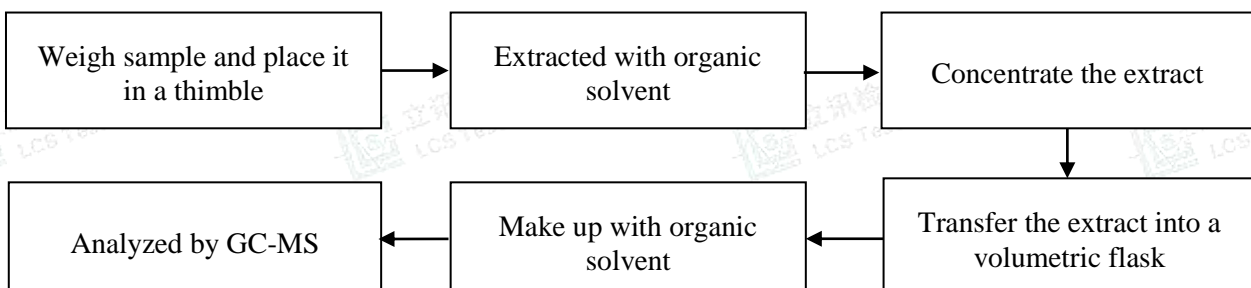 Weigh sample and place it
in a thimble
Extracted with organic
solvent
Concentrate the extract
Transfer the extract into a
volumetric flask
Make up with organic
solvent
Analyzed by GC-MS